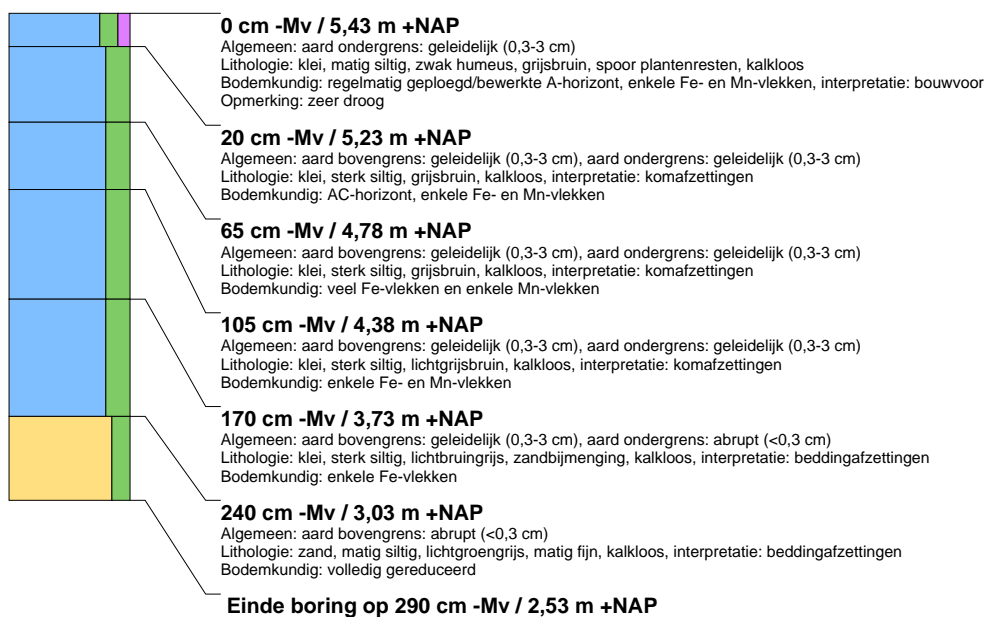 0 cm -Mv / 5,43 m +NAP
Algemeen: aard ondergrens: geleidelijk (0,3-3 cm)
Lithologie: klei, matig siltig, zwak humeus, grijsbruin, spoor plantenresten, kalkloos
Bodemkundig: regelmatig geploegd/bewerkte A-horizont, enkele Fe- en Mn-vlekken, interpretatie: bouwvoor
Opmerking: zeer droog
20 cm -Mv / 5,23 m +NAP
Algemeen: aard bovengrens: geleidelijk (0,3-3 cm), aard ondergrens: geleidelijk (0,3-3 cm)
Lithologie: klei, sterk siltig, grijsbruin, kalkloos, interpretatie: komafzettingen
Bodemkundig: AC-horizont, enkele Fe- en Mn-vlekken
65 cm -Mv / 4,78 m +NAP
Algemeen: aard bovengrens: geleidelijk (0,3-3 cm), aard ondergrens: geleidelijk (0,3-3 cm)
Lithologie: klei, sterk siltig, grijsbruin, kalkloos, interpretatie: komafzettingen
Bodemkundig: veel Fe-vlekken en enkele Mn-vlekken
105 cm -Mv / 4,38 m +NAP
Algemeen: aard bovengrens: geleidelijk (0,3-3 cm), aard ondergrens: geleidelijk (0,3-3 cm)
Lithologie: klei, sterk siltig, lichtgrijsbruin, kalkloos, interpretatie: komafzettingen
Bodemkundig: enkele Fe- en Mn-vlekken
170 cm -Mv / 3,73 m +NAP
Algemeen: aard bovengrens: geleidelijk (0,3-3 cm), aard ondergrens: abrupt (<0,3 cm)
Lithologie: klei, sterk siltig, lichtbruingrijs, zandbijmenging, kalkloos, interpretatie: beddingafzettingen
Bodemkundig: enkele Fe-vlekken
240 cm -Mv / 3,03 m +NAP
Algemeen: aard bovengrens: abrupt (<0,3 cm)
Lithologie: zand, matig siltig, lichtgroengrijs, matig fijn, kalkloos, interpretatie: beddingafzettingen
Bodemkundig: volledig gereduceerd
Einde boring op 290 cm -Mv / 2,53 m +NAP